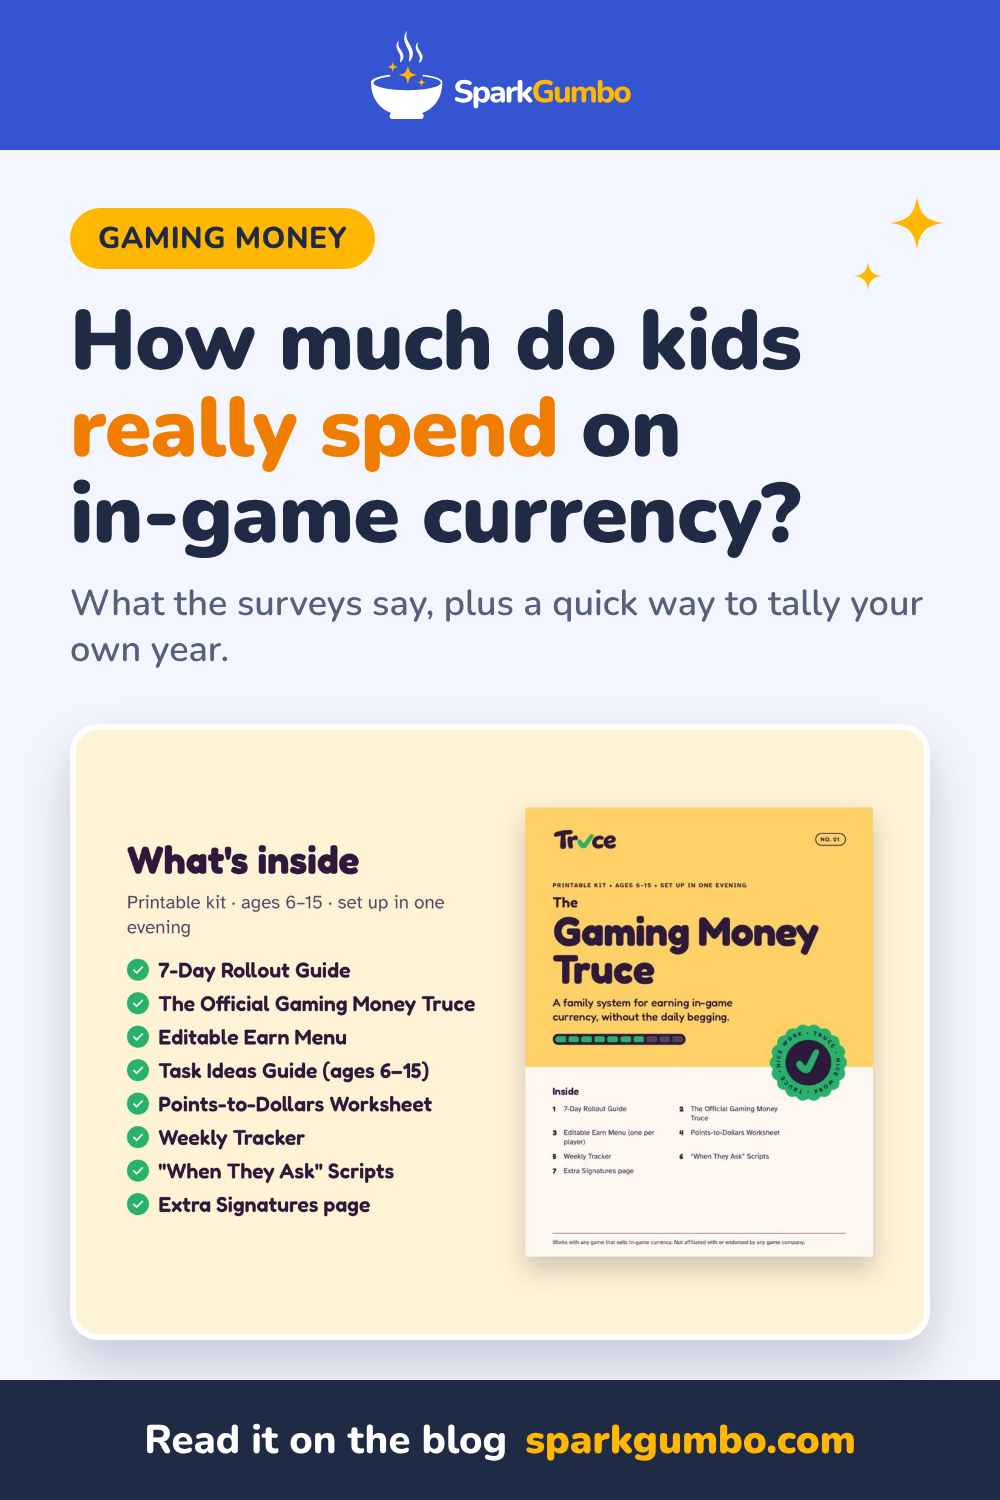 SparkGumbo
GAMING MONEY
How much do kids
really spend on
in-game currency?
What the surveys say, plus a quick way to tally your
own year.
What's inside
Printable kit · ages 6–15 · set up in one
evening
7-Day Rollout Guide
The Official Gaming Money Truce
Editable Earn Menu
Task Ideas Guide (ages 6–15)
Points-to-Dollars Worksheet
Weekly Tracker
"When They Ask" Scripts
Extra Signatures page
Truce
NO. 01
PRINTABLE KIT • AGES 6-15 • SET UP IN ONE EVENING
The
Gaming Money
Truce
A family system for earning in-game
currency, without the daily begging.
NICE WORK • TRUCE • NICE WORK • TRUCE •
Inside
1 7-Day Rollout Guide
2 The Official Gaming Money
Truce
3 Editable Earn Menu (one per
player)
4 Points-to-Dollars Worksheet
5 Weekly Tracker
6 "When They Ask" Scripts
7 Extra Signatures page
Works with any game that sells in-game currency. Not affiliated with or endorsed by any game company.
Read it on the blog sparkgumbo.com